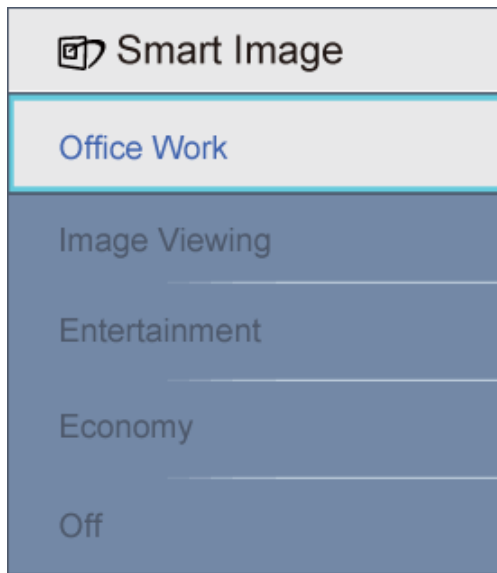 Smart Image
Office Work
Image Viewing
Entertainment
Economy
Off